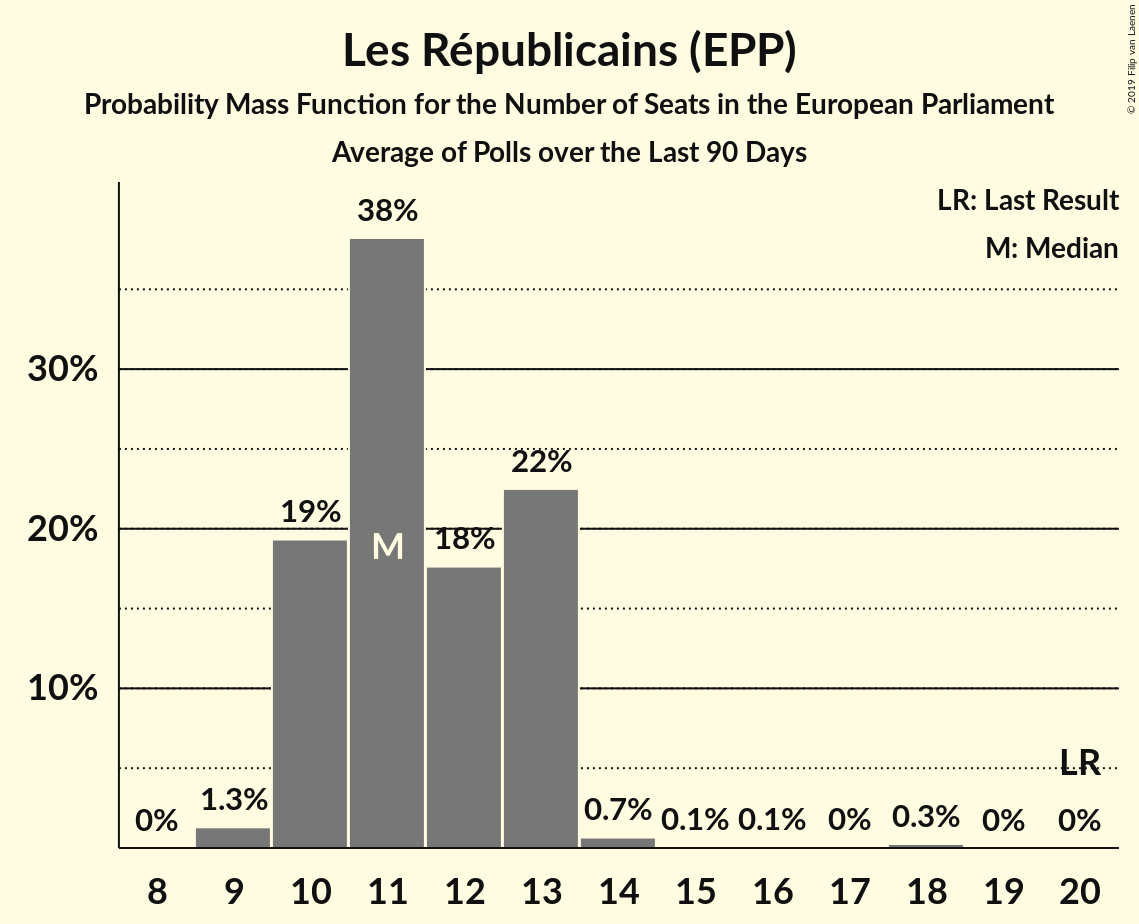 Les Républicains (EPP)
Probability Mass Function for the Number of Seats in the European Parliament
Average of Polls over the Last 90 Days
© 2019 Filip van Laenen
LR: Last Result
M: Median
38%
30%
22%
19%
20%
18%
M
10%
LR
0%
1.3%
0.7%
0.1%
0.1%
0%
0.3%
0%
0%
8 9 10 11 12 13 14 15 16 17 18 19 20